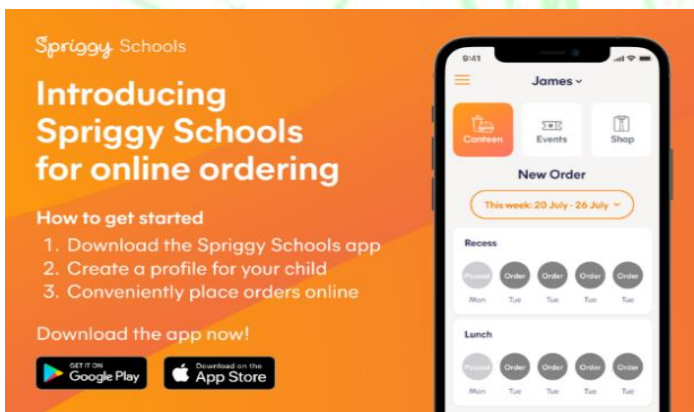 Spriggy Schools
Introducing
Spriggy Schools
for online ordering
How to get started
1. Download the Spriggy Schools app
2. Create a profile for your child
3. Conveniently place orders online
Download the app now!
GET IT ON
Google Play
Download on the
App Store
9:41
James
Canteen Events Shop
New Order
This week: 20 July - 26 July
Recess
Passed Order Order Order Order
Mon Tue Tue Tue Tue
Lunch
Passed Order Order Order Order
Mon Tue Tue Tue Tue